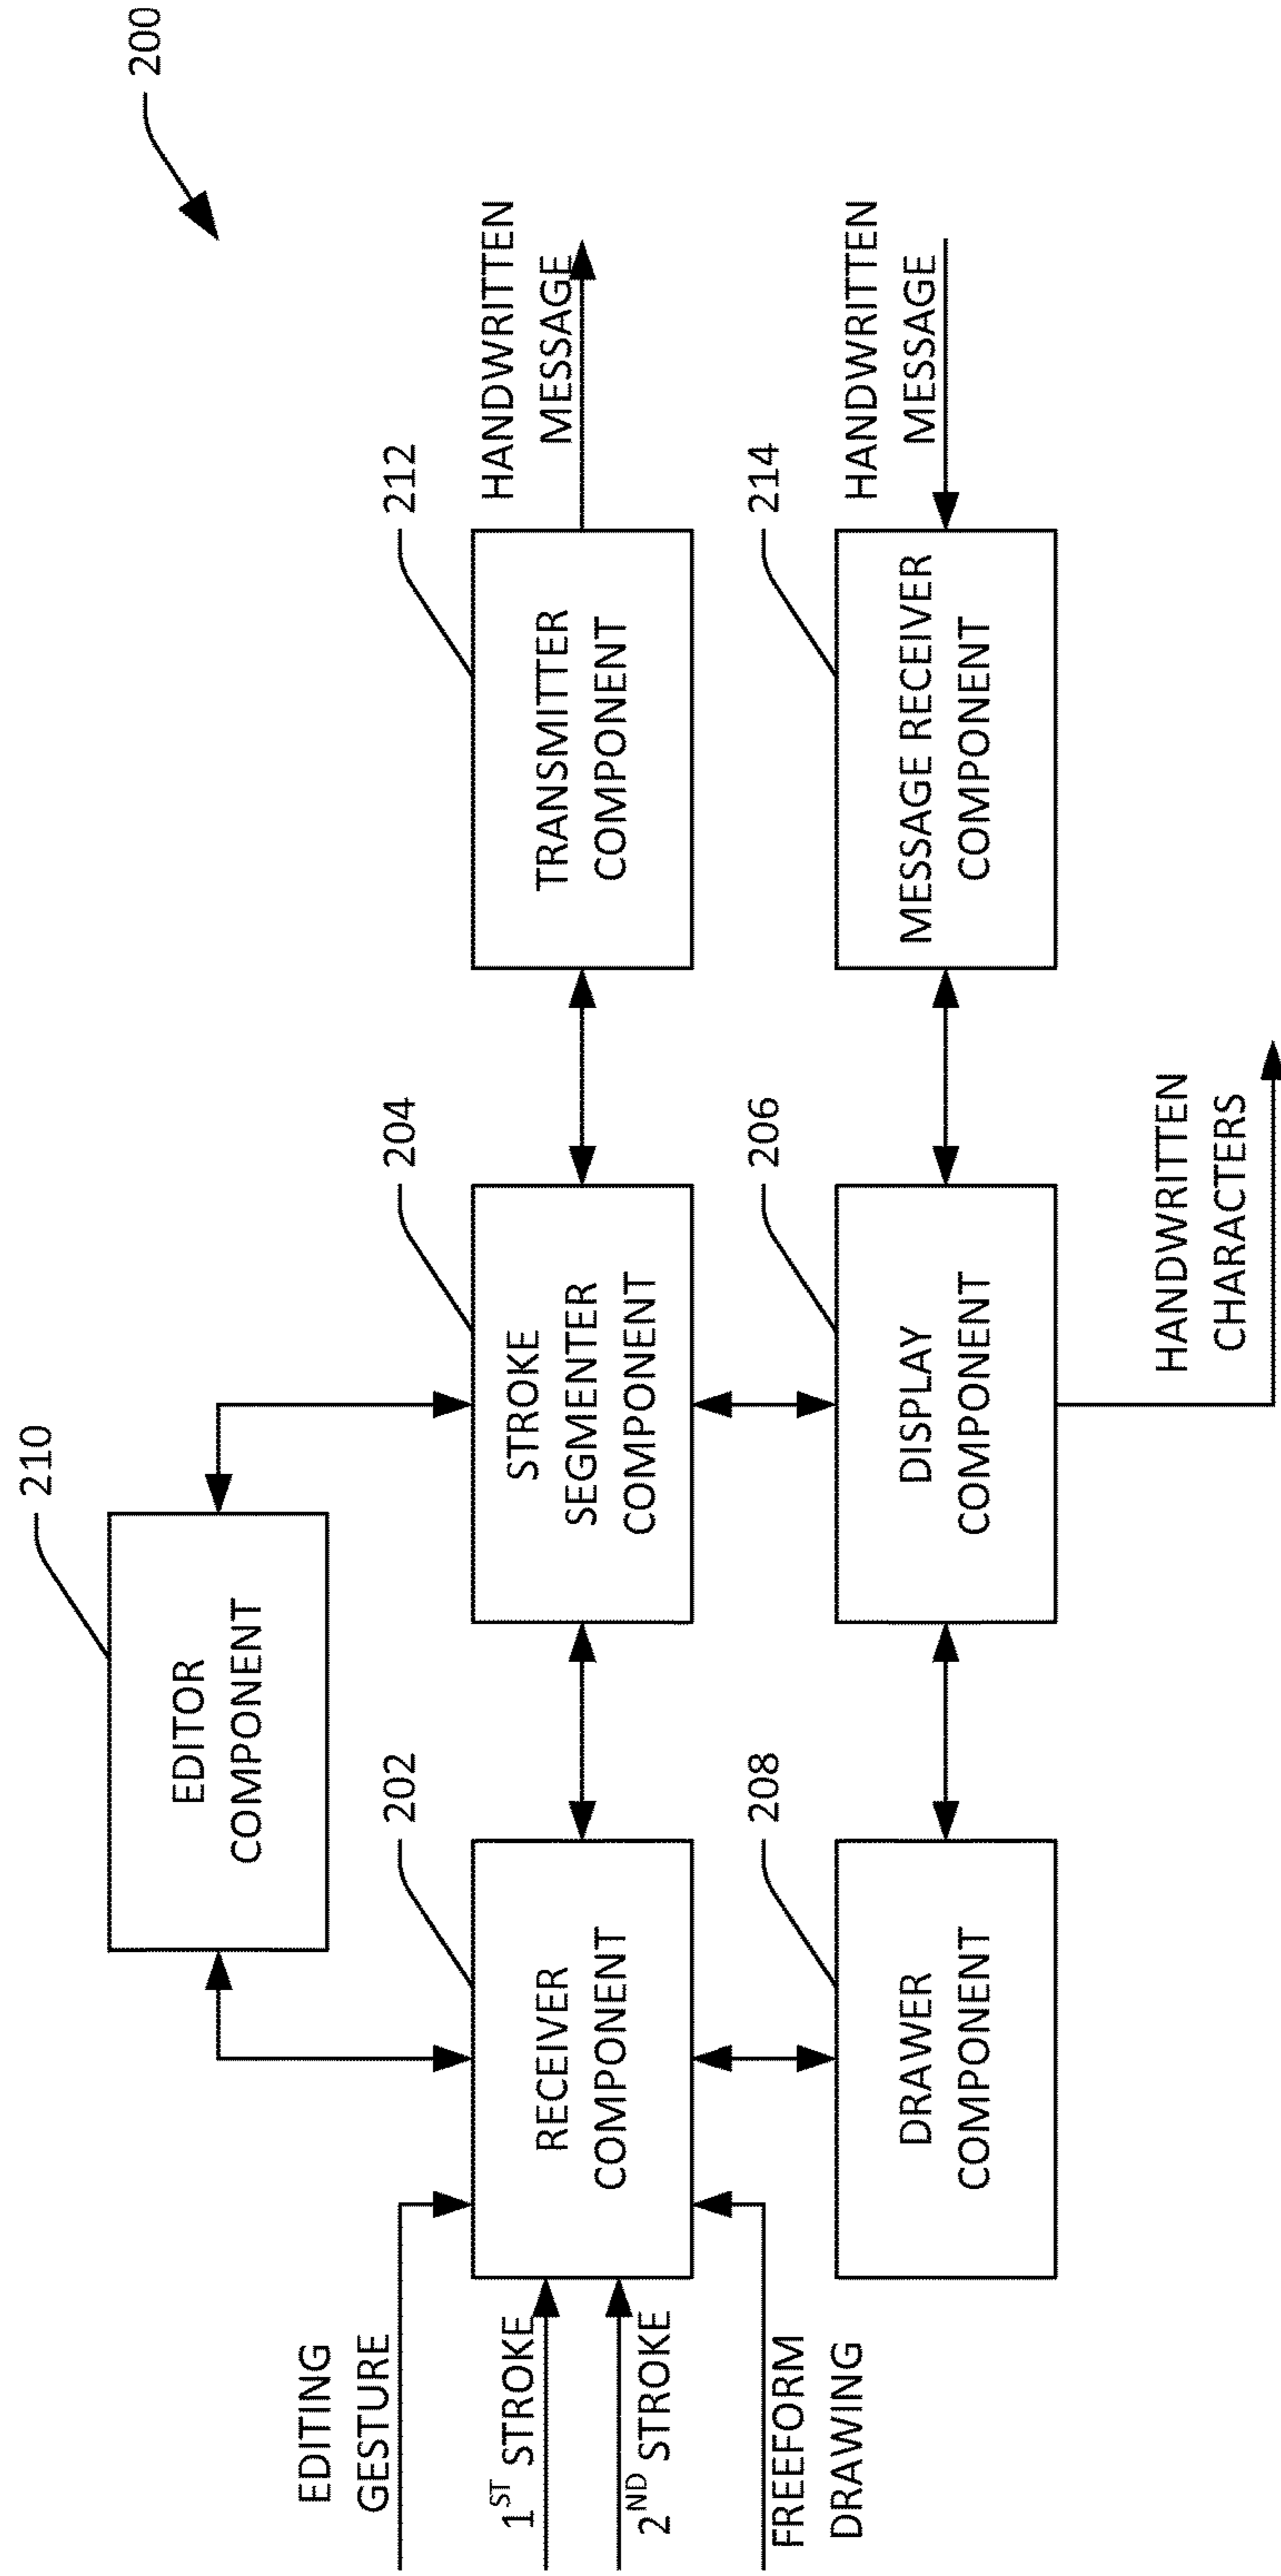 200
210
EDITOR
COMPONENT
EDITING
GESTURE
202
204
212
1ST STROKE
2ND STROKE
RECEIVER
COMPONENT
STROKE
SEGMENTER
COMPONENT
TRANSMITTER
COMPONENT
HANDWRITTEN
MESSAGE
FREEFORM
DRAWING
208
206
214
DRAWER
COMPONENT
DISPLAY
COMPONENT
MESSAGE RECEIVER
COMPONENT
HANDWRITTEN
MESSAGE
HANDWRITTEN
CHARACTERS